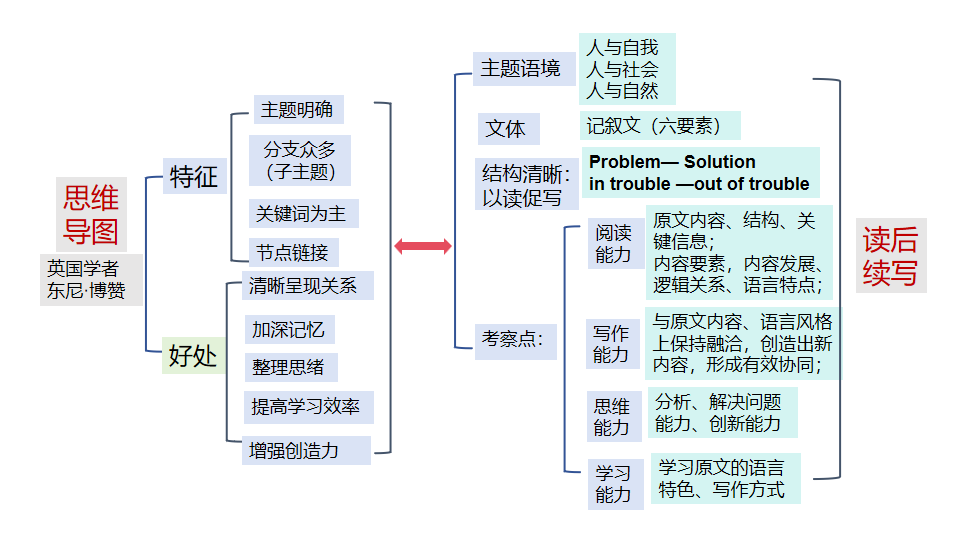 思维
导图
英国学者
东尼·博赞
特征
主题明确
分支众多
（子主题）
关键词为主
节点链接
好处
清晰呈现关系
加深记忆
整理思绪
提高学习效率
增强创造力
主题语境
人与自我
人与社会
人与自然
文体
记叙文（六要素）
结构清晰：
以读促写
Problem— Solution
in trouble —out of trouble
考察点：
阅读
能力
原文内容、结构、关
键信息；
内容要素，内容发展、
逻辑关系、语言特点；
写作
能力
与原文内容、语言风格
上保持融洽，创造出新
内容，形成有效协同；
思维
能力
分析、解决问题
能力、创新能力
学习
能力
学习原文的语言
特色、写作方式
读后
续写